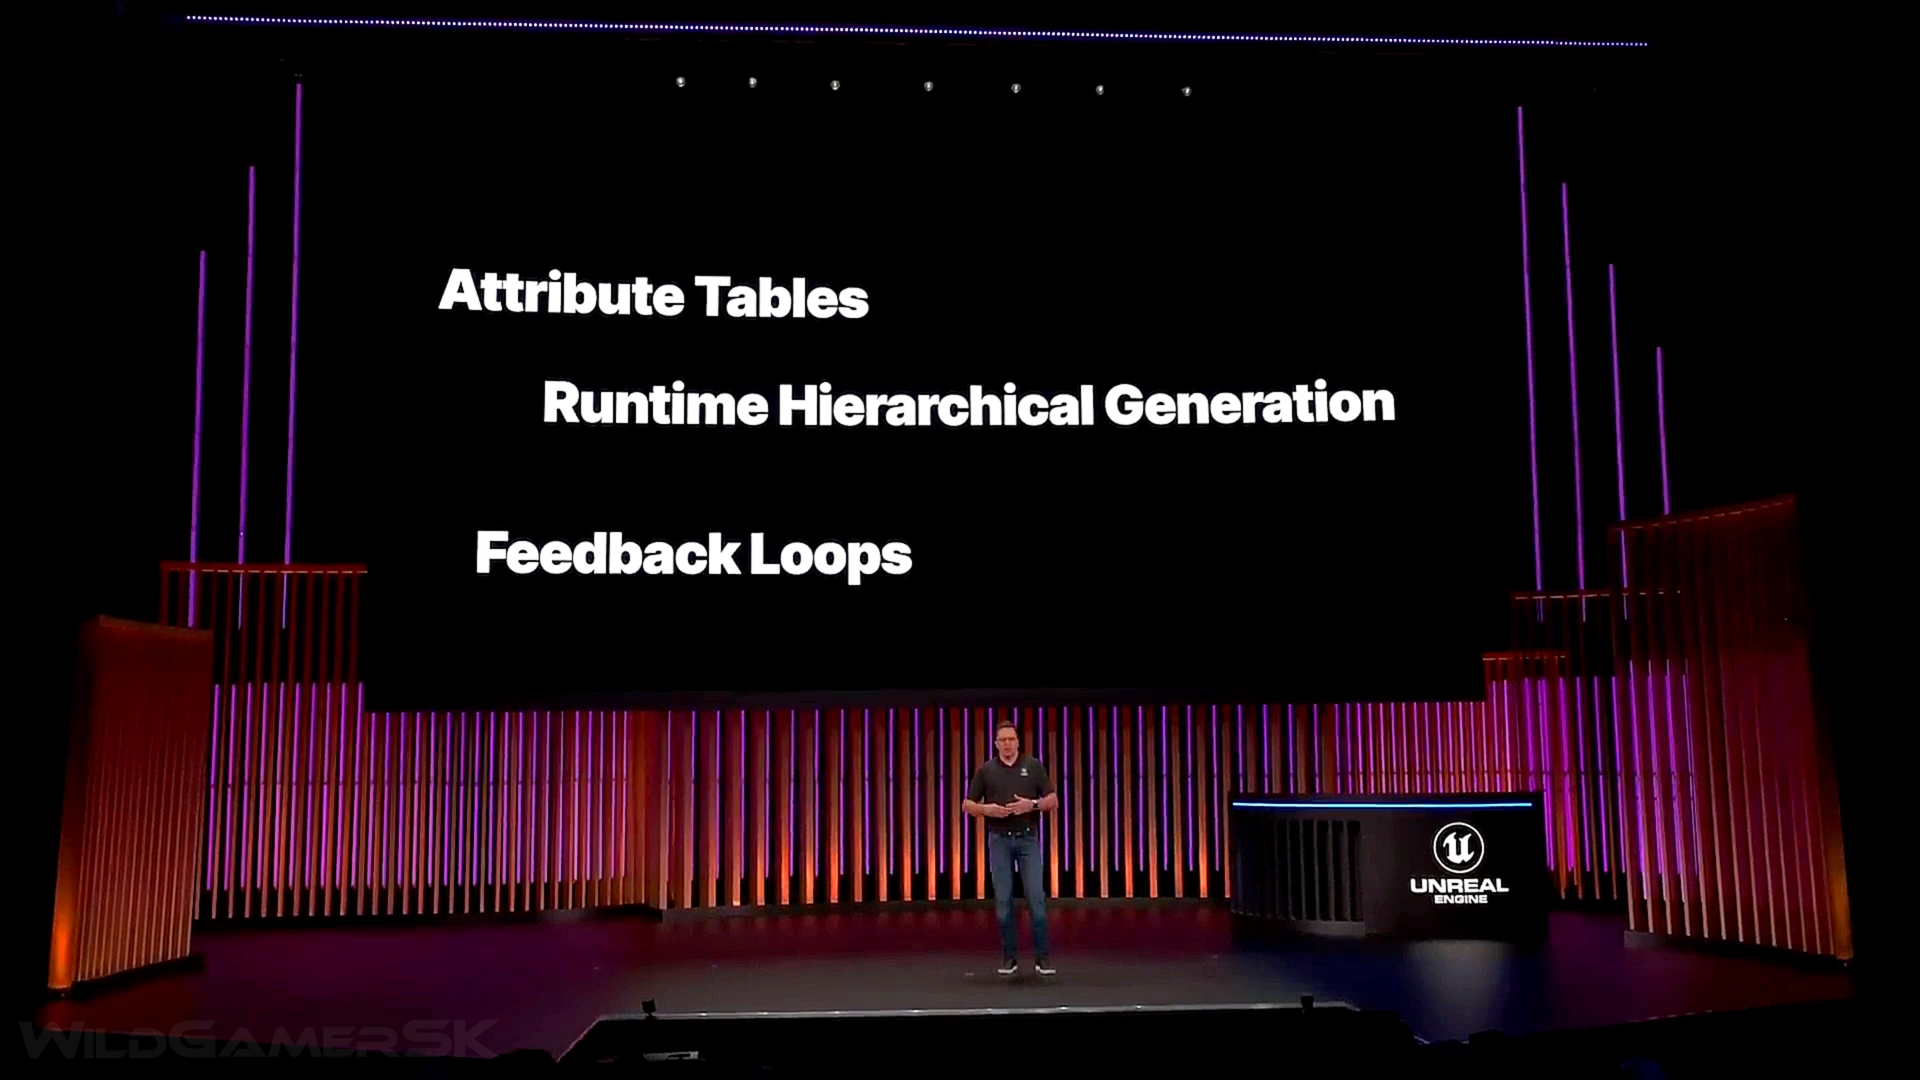 Attribute Tables
Runtime Hierarchical Generation
Feedback Loops
UNREAL
ENGINE
WILDGAMERSK